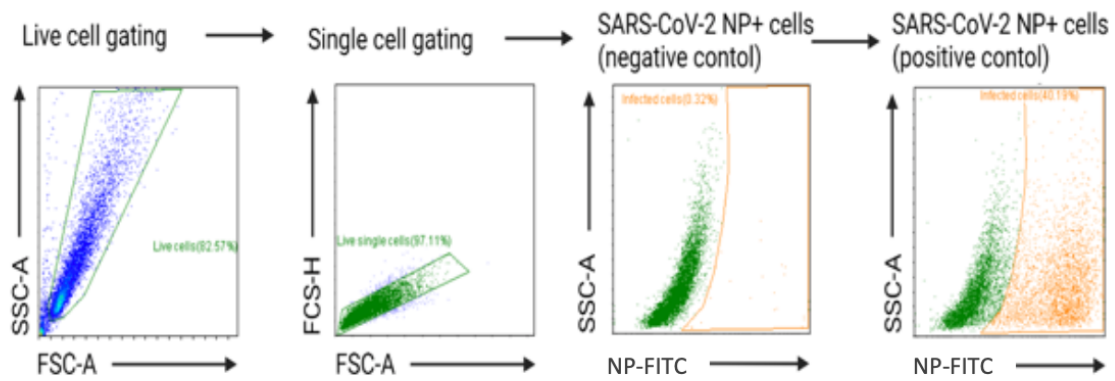 Live cell gating
Single cell gating
SARS-CoV-2 NP+ cells
(negative contol)
SARS-CoV-2 NP+ cells
(positive contol)
SSC-A
Live cells(82.57%)
FSC-A
FCS-H
Live single cells(97.11%)
FSC-A
SSC-A
Infected cells(0.32%)
NP-FITC
SSC-A
Infected cells(40.19%)
NP-FITC